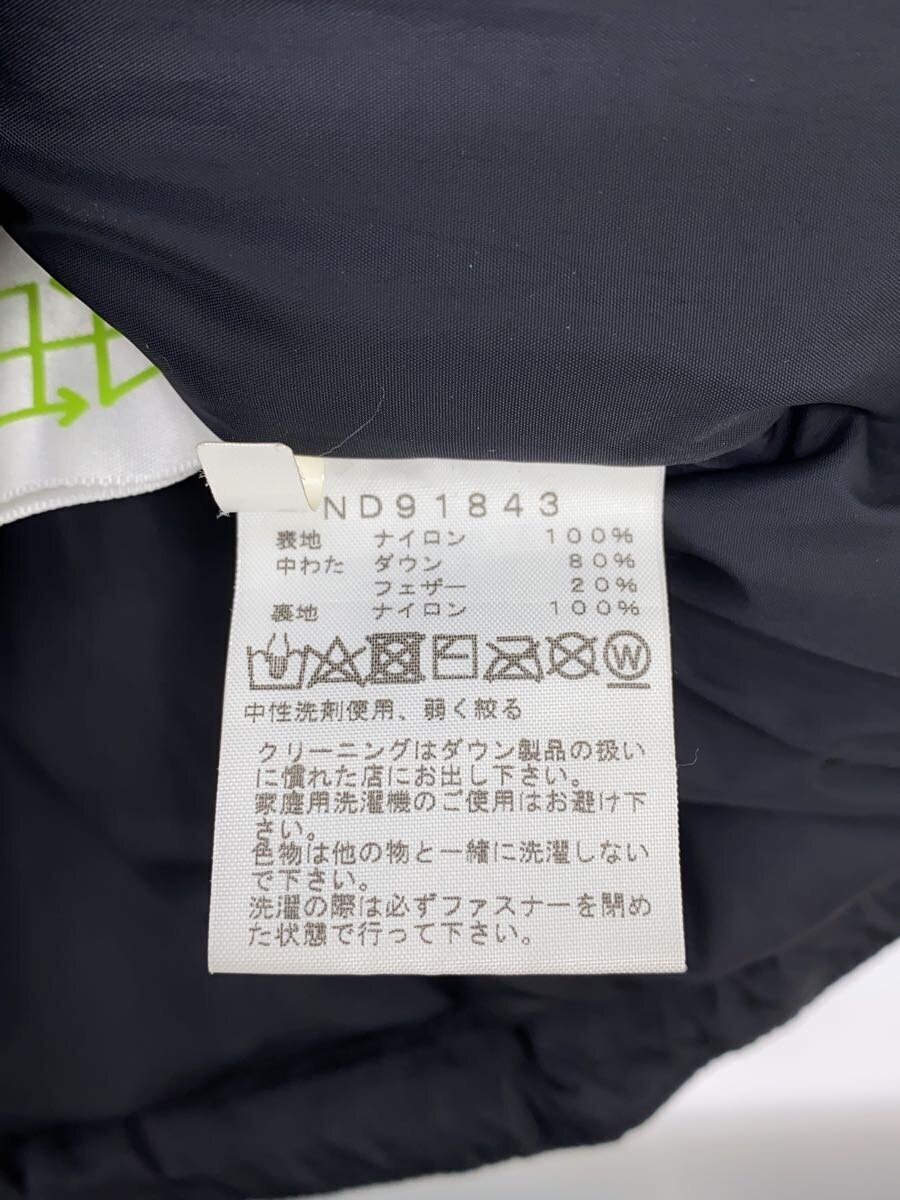 ND91843
表地 ナイロン 100%
中わた ダウン 80%
フェザー 20%
裏地 ナイロン 100%
W
中性洗剤使用、弱く絞る
クリーニングはダウン製品の扱い
に慣れた店にお出し下さい。
家庭用洗濯機のご使用はお避け下
さい。
色物は他の物と一緒に洗濯しない
で下さい。
洗濯の際は必ずファスナーを閉め
た状態で行って下さい。